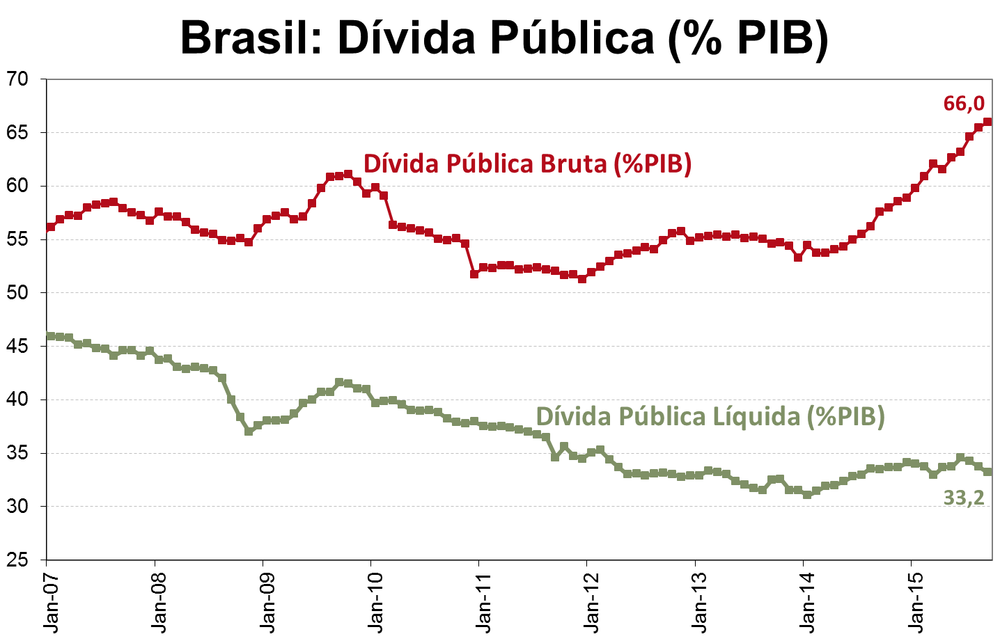 Brasil: Dívida Pública (% PIB)
70
66,0
65
Dívida Pública Bruta (%PIB)
60
55
50
45
40
Dívida Pública Líquida (%PIB)
35
33,2
30
25
Jan-07
Jan-08
Jan-09
Jan-10
Jan-11
Jan-12
Jan-13
Jan-14
Jan-15